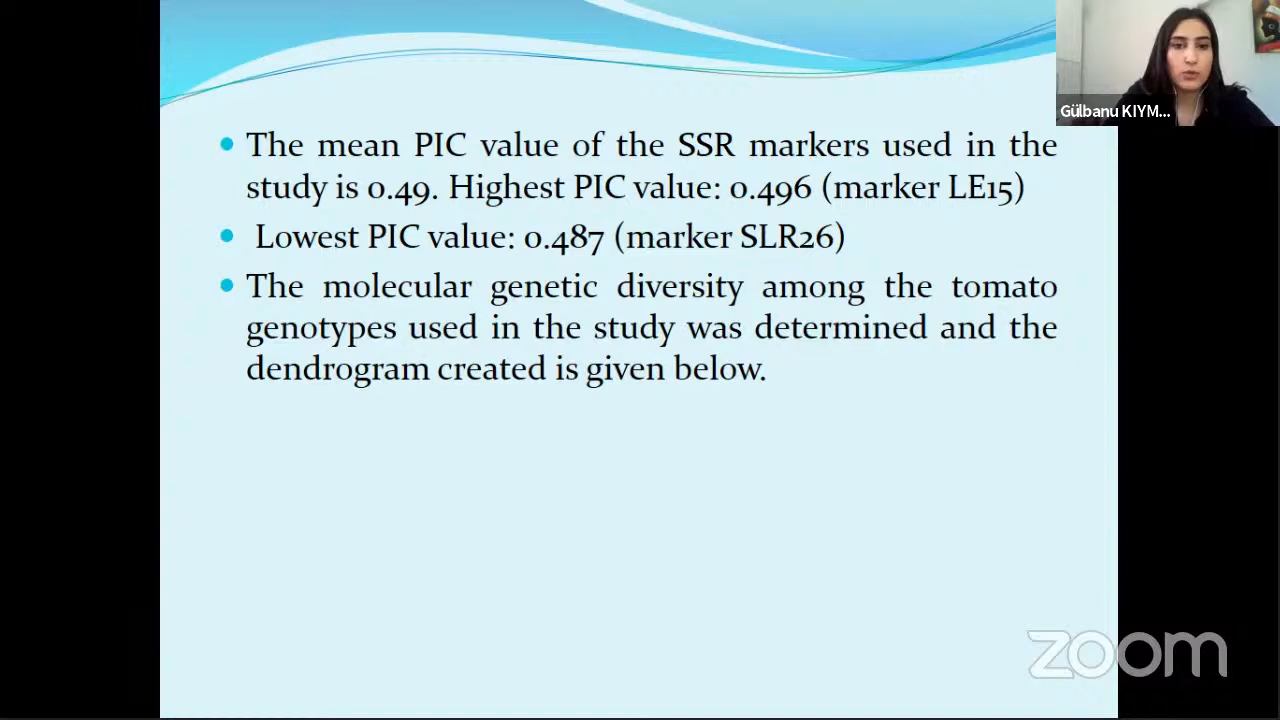 • The mean PIC value of the SSR markers used in the
study is 0.49. Highest PIC value: 0.496 (marker LE15)
• Lowest PIC value: 0.487 (marker SLR26)
• The molecular genetic diversity among the tomato
genotypes used in the study was determined and the
dendrogram created is given below.
Gülbanu KIYM...
zoom